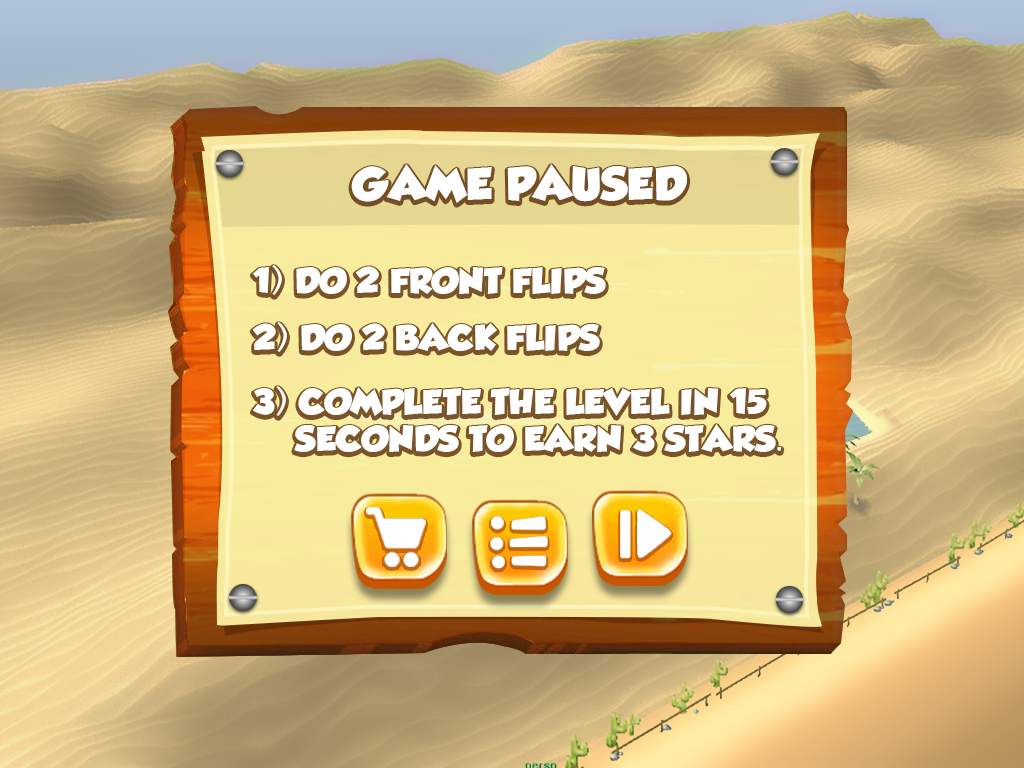 GAME PAUSED
1) DO 2 FRONT FLIPS
2) DO 2 BACK FLIPS
3) COMPLETE THE LEVEL IN 15
SECONDS TO EARN 3 STARS.
persp